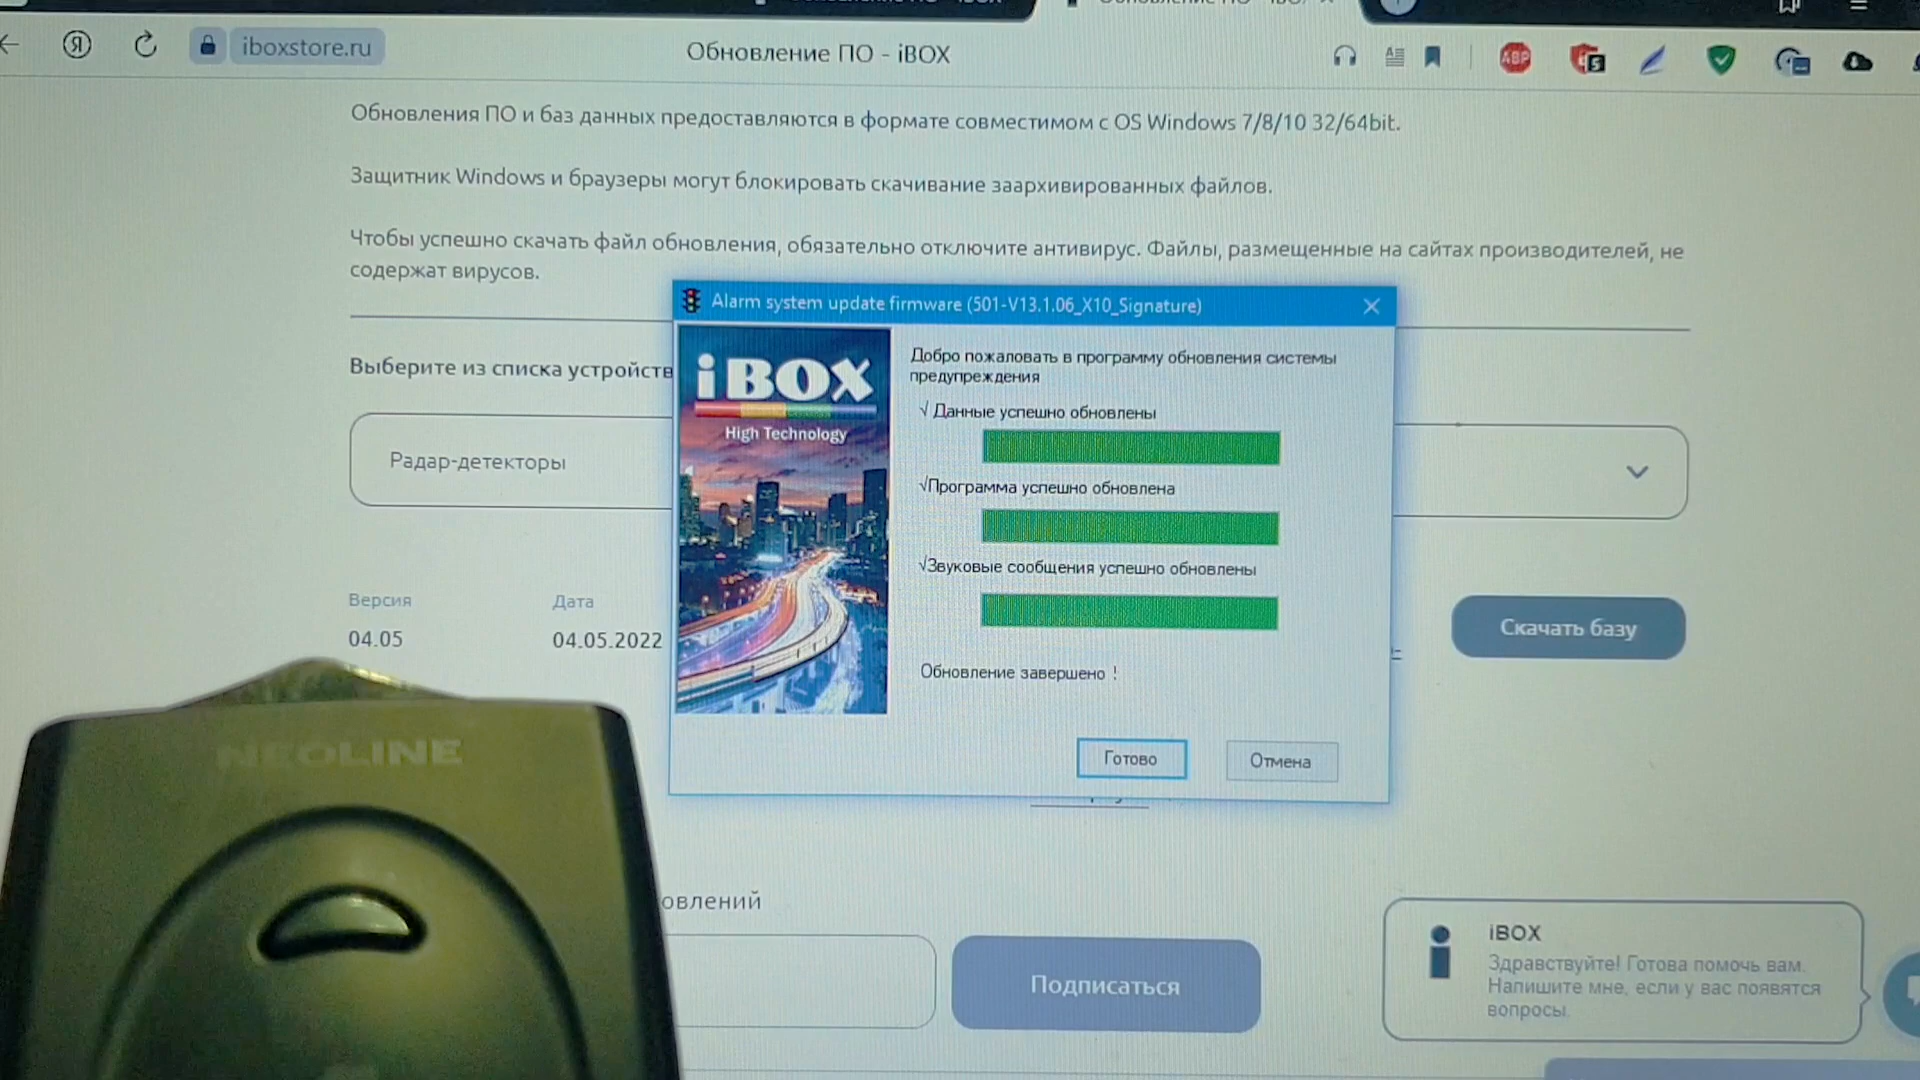 iboxstore.ru
Обновление ПО - iBOX
ABP
Обновления ПО и баз данных предоставляются в формате совместимом с OS Windows 7/8/10 32/64bit.
Защитник Windows и браузеры могут блокировать скачивание заархивированных файлов.
Чтобы успешно скачать файл обновления, обязательно отключите антивирус. Файлы, размещенные на сайтах производителей, не
содержат вирусов.
Alarm system update firmware (501-V13.1.06_X10_Signature)
iBOX
High Technology
Добро пожаловать в программу обновления системы
предупреждения
√ Данные успешно обновлены
√Программа успешно обновлена
√Звуковые сообщения успешно обновлены
Обновление завершено !
Готово
Отмена
Выберите из списка устройств
Радар-детекторы
Версия
Дата
04.05
04.05.2022
Скачать базу
NEOLINE
овлений
Подписаться
iBOX
Здравствуйте! Готова помочь вам.
Напишите мне, если у вас появятся
вопросы.